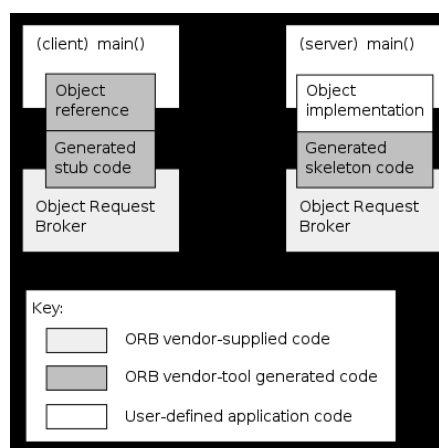 (client) main()
Object
reference
Generated
stub code
Object Request
Broker
(server) main()
Object
implementation
Generated
skeleton code
Object Request
Broker
Key:
ORB vendor-supplied code
ORB vendor-tool generated code
User-defined application code